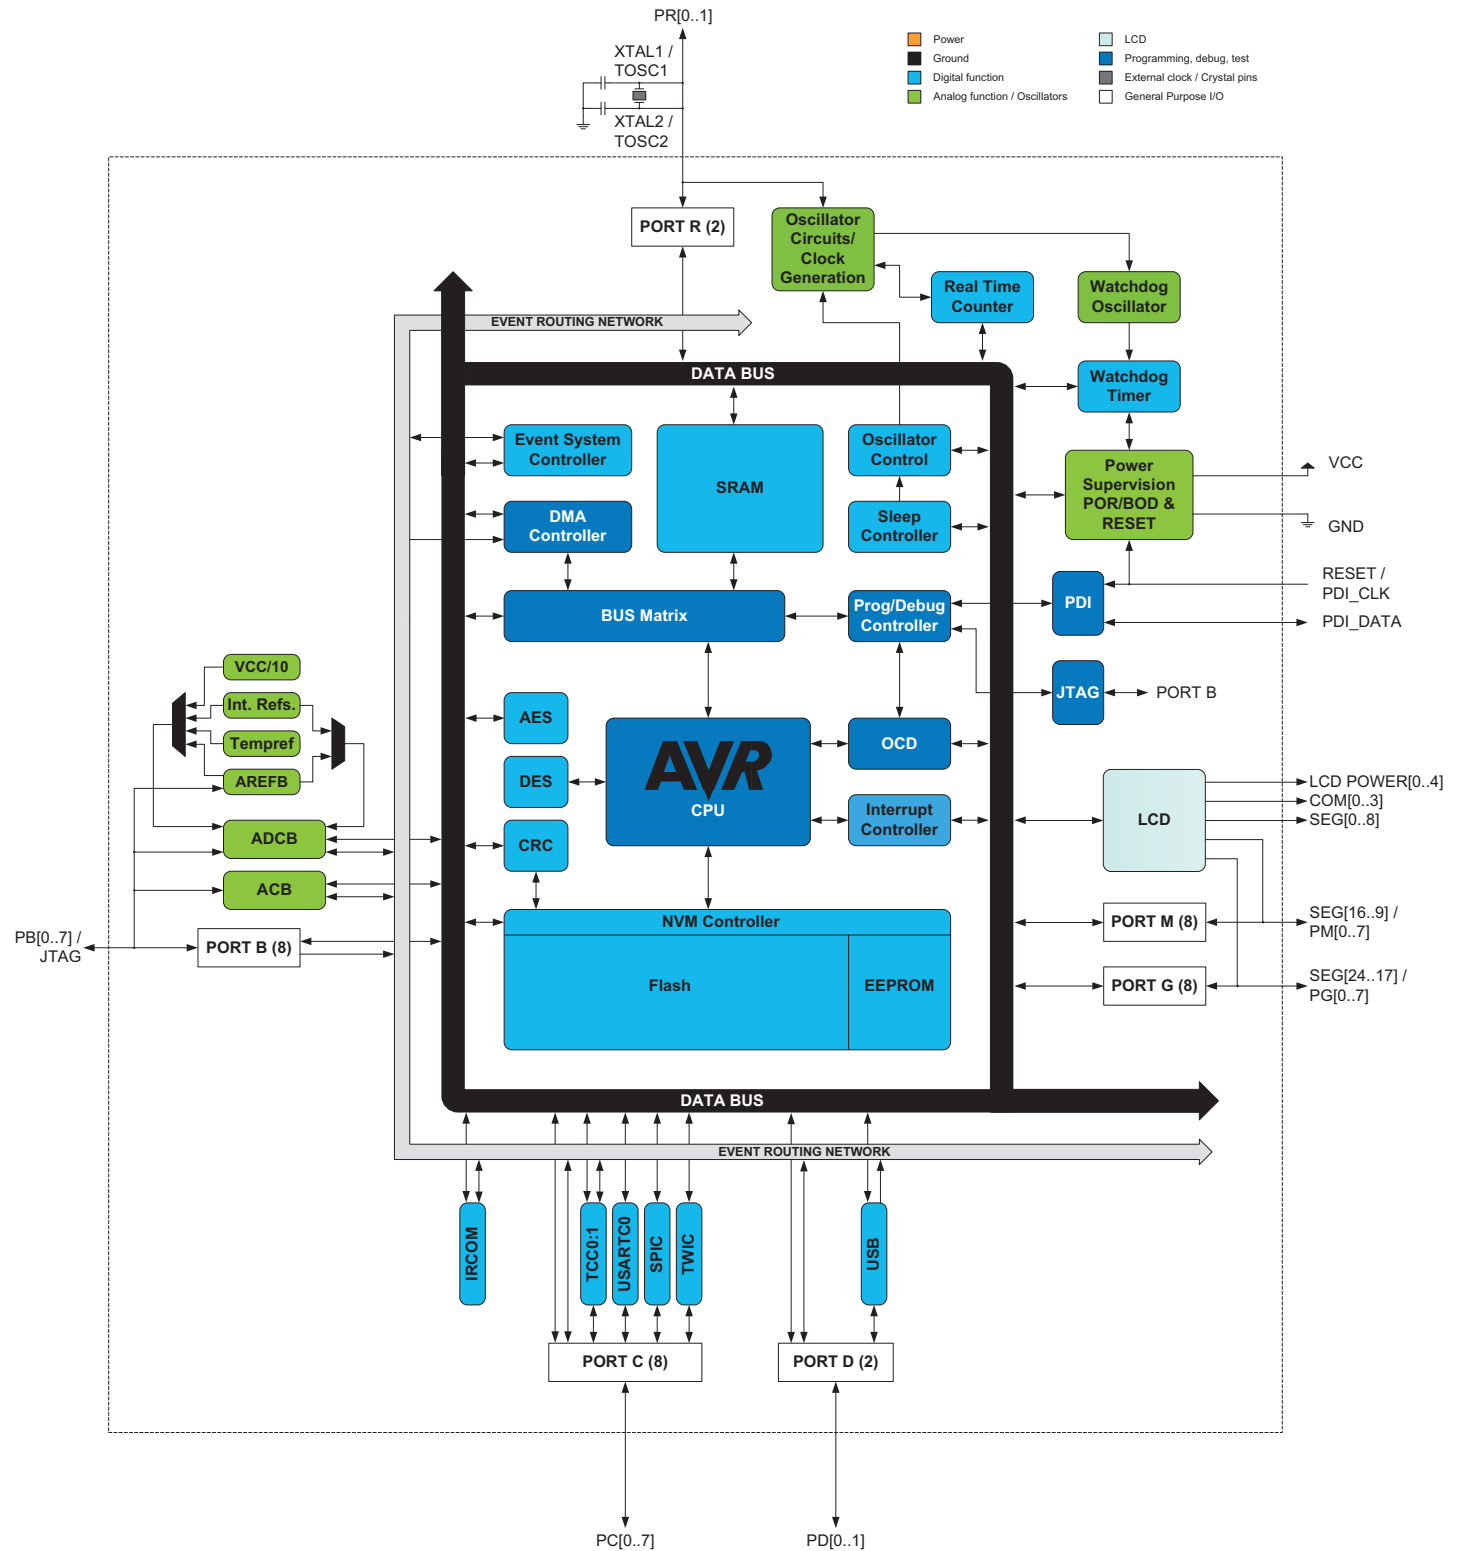 PR[0..1]
XTAL1 /
TOSC1
XTAL2 /
TOSC2
Power
Ground
Digital function
Analog function / Oscillators
LCD
Programming, debug, test
External clock / Crystal pins
General Purpose I/O
PORT R (2)
Oscillator
Circuits/
Clock
Generation
Real Time
Counter
Watchdog
Oscillator
EVENT ROUTING NETWORK
DATA BUS
Watchdog
Timer
Event System
Controller
SRAM
Oscillator
Control
Power
Supervision
POR/BOD &
RESET
VCC
GND
DMA
Controller
Sleep
Controller
RESET /
PDI_CLK
PDI_DATA
BUS Matrix
Prog/Debug
Controller
PDI
JTAG
PORT B
VCC/10
Int. Refs.
Tempref
AREFB
AES
DES
CRC
AVR
CPU
OCD
Interrupt
Controller
LCD
LCD POWER[0..4]
COM[0..3]
SEG[0..8]
ADCB
ACB
PB[0..7] /
JTAG
PORT B (8)
NVM Controller
Flash
EEPROM
PORT M (8)
SEG[16..9] /
PM[0..7]
PORT G (8)
SEG[24..17] /
PG[0..7]
DATA BUS
EVENT ROUTING NETWORK
IRCOM
TCC0:1
USARTC0
SPIC
TWIC
USB
PORT C (8)
PORT D (2)
PC[0..7]
PD[0..1]